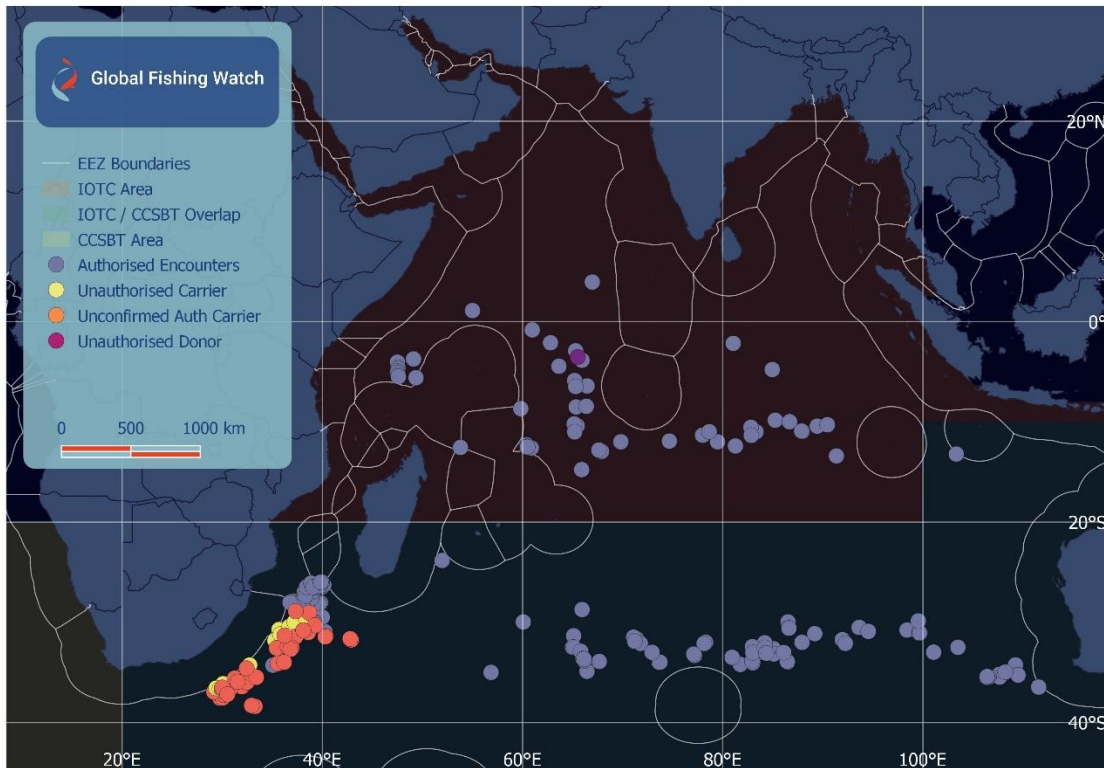 Global Fishing Watch
EEZ Boundaries
IOTC Area
IOTC / CCSBT Overlap
CCSBT Area
Authorised Encounters
Unauthorised Carrier
Unconfirmed Auth Carrier
Unauthorised Donor
0 500 1000 km
20°N
0°
20°S
40°S
20°E 40°E 60°E 80°E 100°E